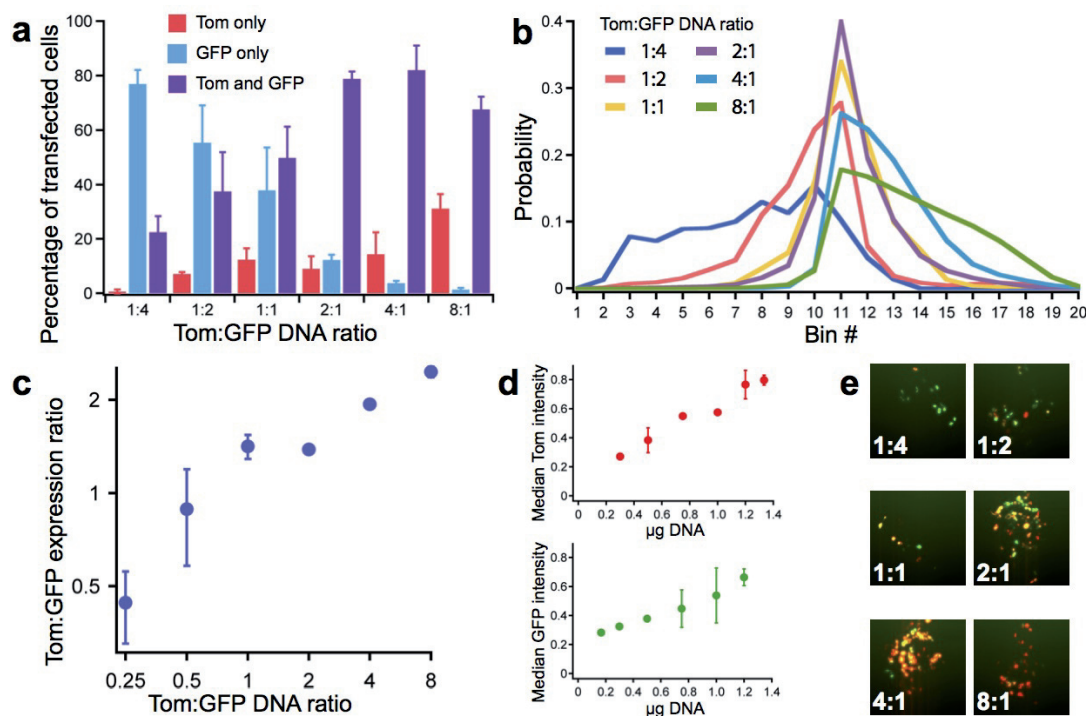 a
Percentage of transfected cells
100
80
60
40
20
0
Tom only
GFP only
Tom and GFP
1:4 1:2 1:1 2:1 4:1 8:1
Tom:GFP DNA ratio
b
Probability
0.4
0.3
0.2
0.1
0
Tom:GFP DNA ratio
1:4 2:1
1:2 4:1
1:1 8:1
1 2 3 4 5 6 7 8 9 10 11 12 13 14 15 16 17 18 19 20
Bin #
c
Tom:GFP expression ratio
2
1
0.5
0.25 0.5 1 2 4 8
Tom:GFP DNA ratio
d
Median Tom intensity
0.8
0.6
0.4
0.2
0
0 0.2 0.4 0.6 0.8 1.0 1.2 1.4
µg DNA
Median GFP intensity
0.8
0.6
0.4
0.2
0
0 0.2 0.4 0.6 0.8 1.0 1.2 1.4
µg DNA
e
1:4 1:2
1:1 2:1
4:1 8:1